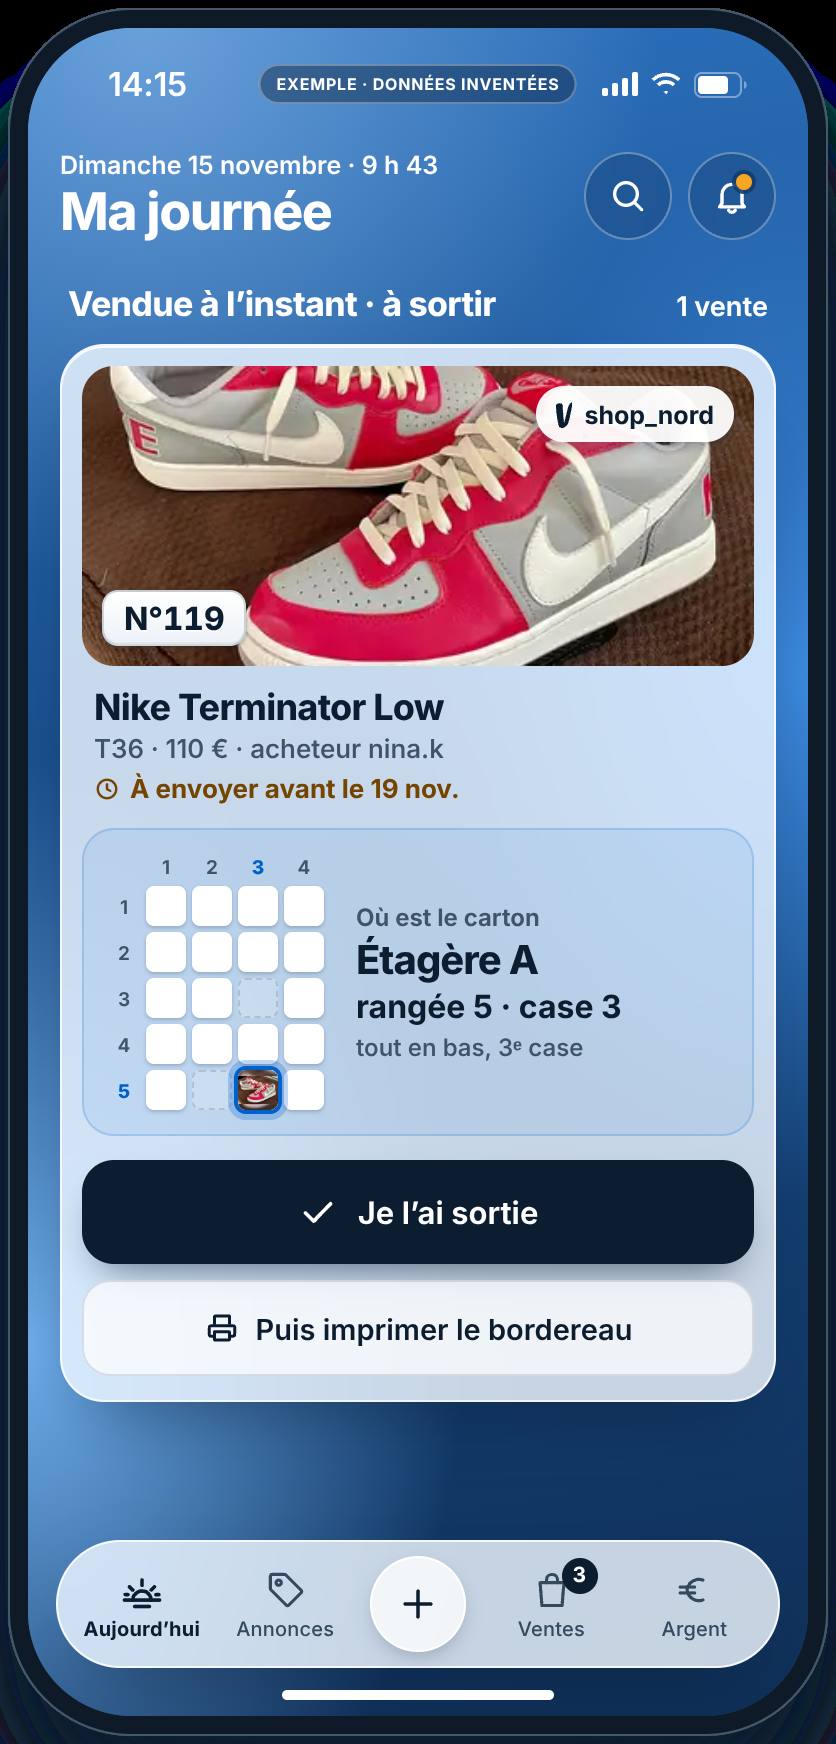 14:15
EXEMPLE · DONNÉES INVENTÉES
Dimanche 15 novembre · 9 h 43
Ma journée
Vendue à l’instant · à sortir
1 vente
shop_nord
E
N°119
Nike Terminator Low
T36 · 110 € · acheteur nina.k
À envoyer avant le 19 nov.
1 2 3 4
1
2
3
4
5
Où est le carton
Étagère A
rangée 5 · case 3
tout en bas, 3ᵉ case
Je l’ai sortie
Puis imprimer le bordereau
3
Aujourd’hui
Annonces
Ventes
Argent